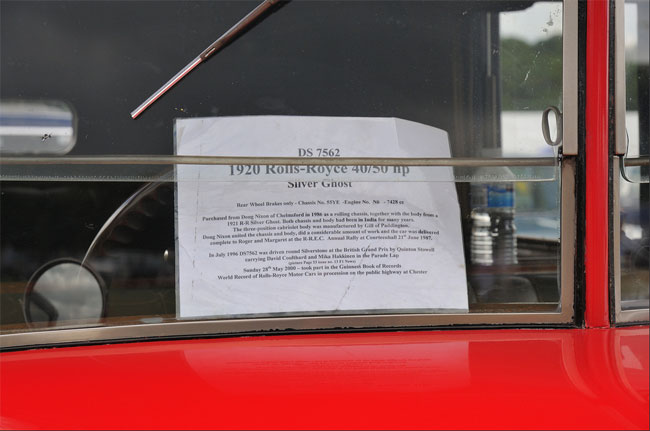 DS 7562
1920 Rolls-Royce 40/50 hp
Silver Ghost
Rear Wheel Brakes only - Chassis No. 55YE - Engine No. N6 - 7428 cc
Purchased from Doug Nixon of Chelmsford in 1986 as a rolling chassis, together with the body from a
1921 R-R Silver Ghost. Both chassis and body had been in India for many years.
The three-position cabriolet body was manufactured by Gill of Paddington.
Doug Nixon united the chassis and body, did a considerable amount of work and the car was delivered
complete to Roger and Margaret at the R-R.E.C. Annual Rally at Courteenhall 21st June 1987.
In July 1996 DS7562 was driven round Silverstone at the British Grand Prix by Quinton Stowell
carrying David Coulthard and Mika Hakkinen in the Parade Lap
Sunday 28th May 2000 - took part in the Guinness Book of Records
World Record of Rolls-Royce Motor Cars in procession on the public highway at Chester